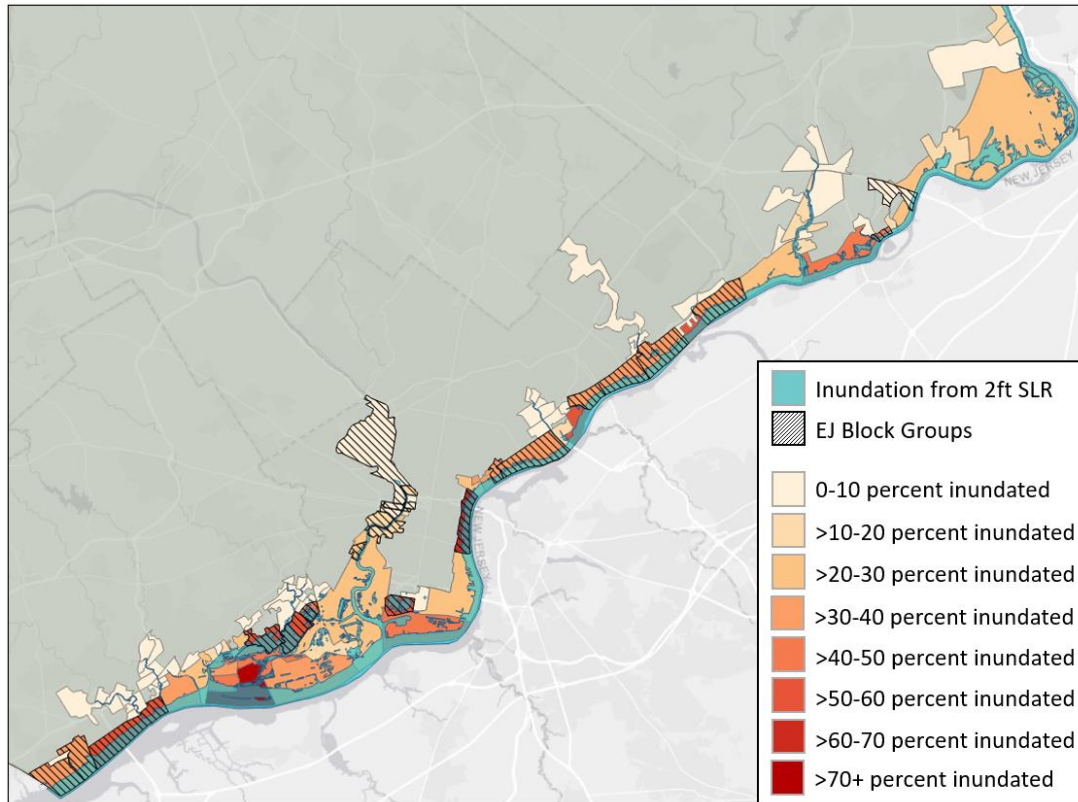 NEW JERSEY
NEW JERSEY
Inundation from 2ft SLR
EJ Block Groups
0-10 percent inundated
>10-20 percent inundated
>20-30 percent inundated
>30-40 percent inundated
>40-50 percent inundated
>50-60 percent inundated
>60-70 percent inundated
>70+ percent inundated